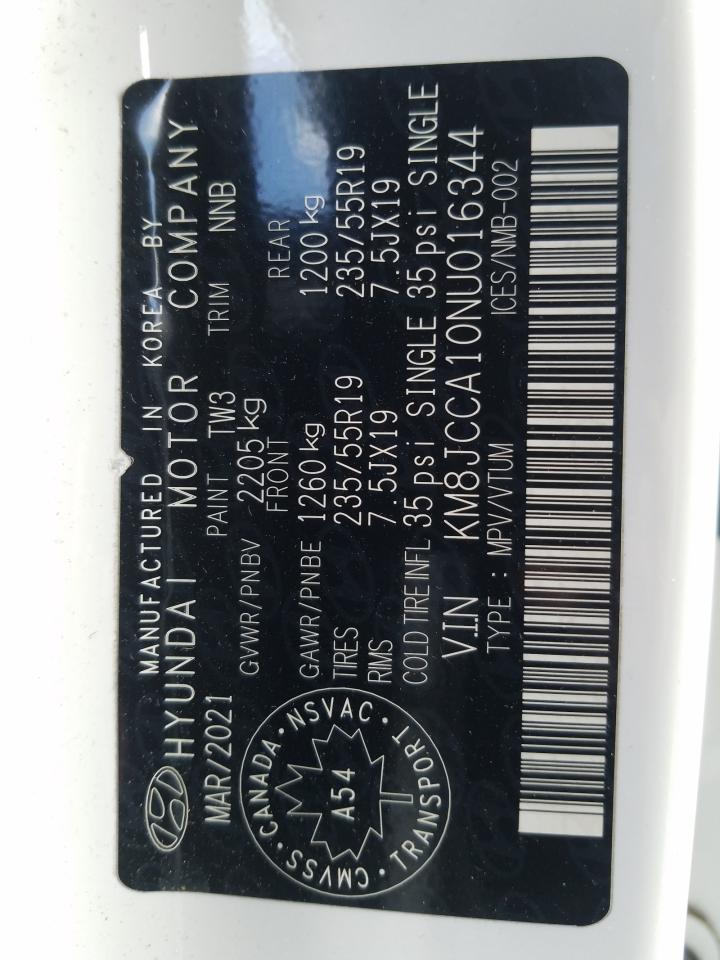 MANUFACTURED IN KOREA BY
HYUNDAI MOTOR COMPANY
MAR/2021 PAINT TW3 TRIM NNB
GVWR/PNBV 2205 kg
FRONT REAR
GAWR/PNBE 1260 kg 1200 kg
TIRES 235/55R19 235/55R19
RIMS 7.5JX19 7.5JX19
COLD TIRE INFL 35 psi SINGLE 35 psi SINGLE
V.I.N KM8JCCA10NU016344
TYPE : MPV/VTUM ICES/NMB-002
CANADA · NSVAC · TRANSPORT · CMVSS ·
A54